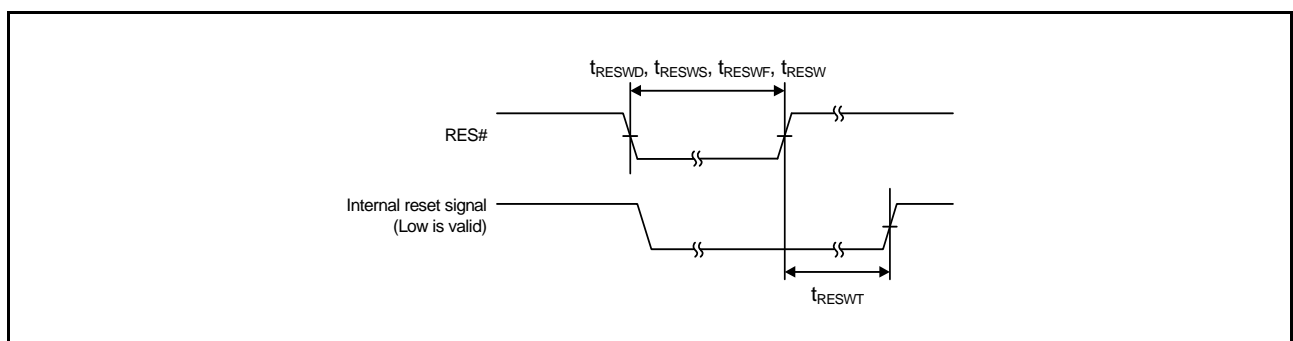 tRESWD, tRESWS, tRESWF, tRESW
RES#
Internal reset signal
(Low is valid)
tRESWT